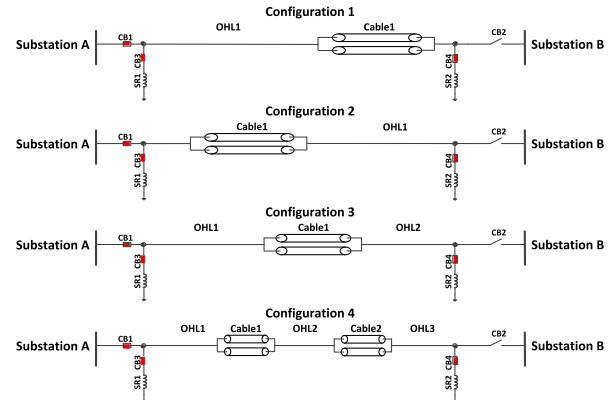 Configuration 1
OHL1 Cable1
Substation A CB1 CB2 Substation B
CB3 CB4
SR1 SR2
Configuration 2
Cable1 OHL1
Substation A CB1 CB2 Substation B
CB3 CB4
SR1 SR2
Configuration 3
OHL1 Cable1 OHL2
Substation A CB1 CB2 Substation B
CB3 CB4
SR1 SR2
Configuration 4
OHL1 Cable1 OHL2 Cable2 OHL3
Substation A CB1 CB2 Substation B
CB3 CB4
SR1 SR2